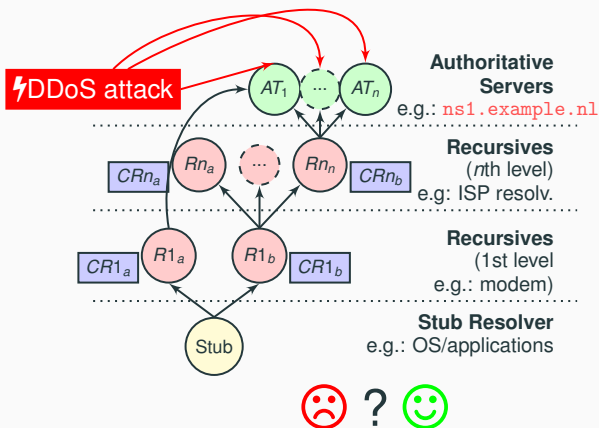 Authoritative
Servers
e.g.: ns1.example.nl
⚡DDoS attack
AT1 ... ATn
Recursives
(nth level)
e.g: ISP resolv.
CRna Rna ... Rnn CRnb
Recursives
(1st level
e.g.: modem)
CR1a R1a R1b CR1b
Stub Resolver
e.g.: OS/applications
Stub
?